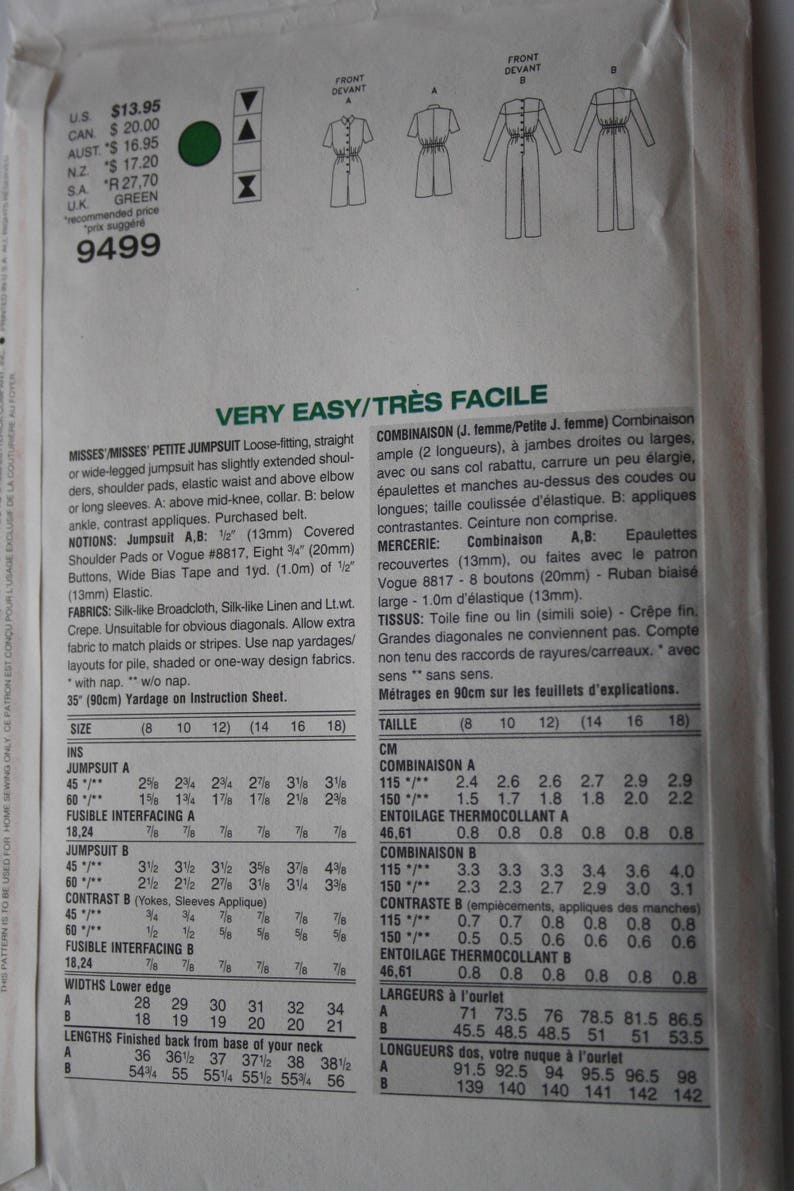 U.S. $13.95
CAN. $ 20.00
AUST. *$ 16.95
N.Z. *$ 17.20
S.A. *R 27,70
U.K. GREEN
*recommended price
*prix suggéré
9499
FRONT
DEVANT
A
A
FRONT
DEVANT
B
B
VERY EASY/TRÈS FACILE
MISSES'/MISSES' PETITE JUMPSUIT Loose-fitting, straight
or wide-legged jumpsuit has slightly extended shoul-
ders, shoulder pads, elastic waist and above elbow
or long sleeves. A: above mid-knee, collar. B: below
ankle, contrast appliques. Purchased belt.
NOTIONS: Jumpsuit A,B: 1/2" (13mm) Covered
Shoulder Pads or Vogue #8817, Eight 3/4" (20mm)
Buttons, Wide Bias Tape and 1yd. (1.0m) of 1/2"
(13mm) Elastic.
FABRICS: Silk-like Broadcloth, Silk-like Linen and Lt.wt.
Crepe. Unsuitable for obvious diagonals. Allow extra
fabric to match plaids or stripes. Use nap yardages/
layouts for pile, shaded or one-way design fabrics.
* with nap. ** w/o nap.
35" (90cm) Yardage on Instruction Sheet.
SIZE (8 10 12) (14 16 18)
INS
JUMPSUIT A
45 */** 2 5/8 2 3/4 2 3/4 2 7/8 3 1/8 3 1/8
60 */** 1 5/8 1 3/4 1 7/8 1 7/8 2 1/8 2 3/8
FUSIBLE INTERFACING A
18,24 7/8 7/8 7/8 7/8 7/8 7/8
JUMPSUIT B
45 */** 3 1/2 3 1/2 3 1/2 3 5/8 3 7/8 4 3/8
60 */** 2 1/2 2 1/2 2 7/8 3 1/8 3 1/4 3 3/8
CONTRAST B (Yokes, Sleeves Applique)
45 */** 3/4 3/4 7/8 7/8 7/8 7/8
60 */** 1/2 1/2 5/8 5/8 5/8 5/8
FUSIBLE INTERFACING B
18,24 7/8 7/8 7/8 7/8 7/8 7/8
WIDTHS Lower edge
A 28 29 30 31 32 34
B 18 19 19 20 20 21
LENGTHS Finished back from base of your neck
A 36 36 1/2 37 37 1/2 38 38 1/2
B 54 3/4 55 55 1/4 55 1/2 55 3/4 56
COMBINAISON (J. femme/Petite J. femme) Combinaison
ample (2 longueurs), à jambes droites ou larges,
avec ou sans col rabattu, carrure un peu élargie,
épaulettes et manches au-dessus des coudes ou
longues; taille coulissée d'élastique. B: appliques
contrastantes. Ceinture non comprise.
MERCERIE: Combinaison A,B: Epaulettes
recouvertes (13mm), ou faites avec le patron
Vogue 8817 - 8 boutons (20mm) - Ruban biaisé
large - 1.0m d'élastique (13mm).
TISSUS: Toile fine ou lin (simili soie) - Crêpe fin.
Grandes diagonales ne conviennent pas. Compte
non tenu des raccords de rayures/carreaux. * avec
sens ** sans sens.
Métrages en 90cm sur les feuillets d'explications.
TAILLE (8 10 12) (14 16 18)
CM
COMBINAISON A
115 */** 2.4 2.6 2.6 2.7 2.9 2.9
150 */** 1.5 1.7 1.8 1.8 2.0 2.2
ENTOILAGE THERMOCOLLANT A
46,61 0.8 0.8 0.8 0.8 0.8 0.8
COMBINAISON B
115 */** 3.3 3.3 3.3 3.4 3.6 4.0
150 */** 2.3 2.3 2.7 2.9 3.0 3.1
CONTRASTE B (empiècements, appliques des manches)
115 */** 0.7 0.7 0.8 0.8 0.8 0.8
150 */** 0.5 0.5 0.6 0.6 0.6 0.6
ENTOILAGE THERMOCOLLANT B
46,61 0.8 0.8 0.8 0.8 0.8 0.8
LARGEURS à l'ourlet
A 71 73.5 76 78.5 81.5 86.5
B 45.5 48.5 48.5 51 51 53.5
LONGUEURS dos, votre nuque à l'ourlet
A 91.5 92.5 94 95.5 96.5 98
B 139 140 140 141 142 142
THIS PATTERN IS TO BE USED FOR HOME SEWING ONLY. CE PATRON EST CONÇU POUR L'USAGE EXCLUSIF DE LA COUTURIÈRE AU FOYER.
PRINTED IN U.S.A. ALL RIGHTS RESERVED